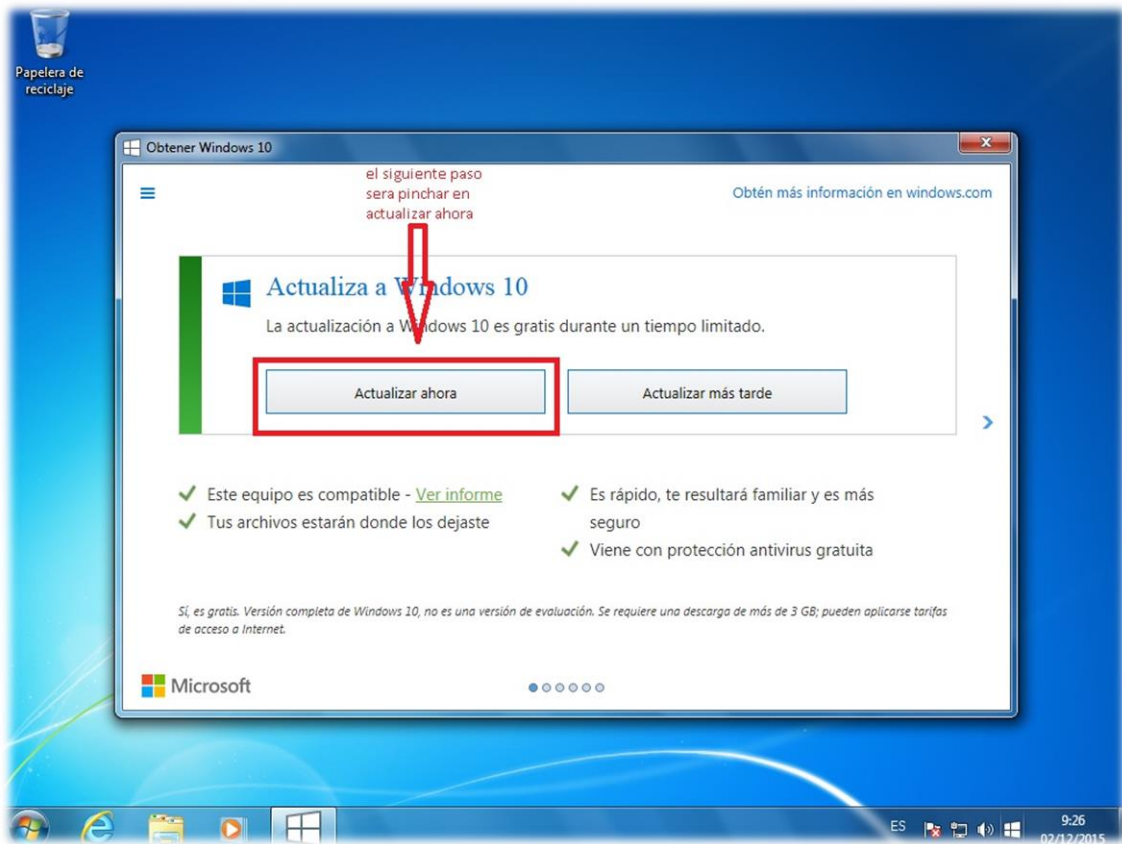 Papelera de
reciclaje
Obtener Windows 10
el siguiente paso
sera pinchar en
actualizar ahora
Obtén más información en windows.com
Actualiza a Windows 10
La actualización a Windows 10 es gratis durante un tiempo limitado.
Actualizar ahora
Actualizar más tarde
Este equipo es compatible - Ver informe
Tus archivos estarán donde los dejaste
Es rápido, te resultará familiar y es más
seguro
Viene con protección antivirus gratuita
Sí, es gratis. Versión completa de Windows 10, no es una versión de evaluación. Se requiere una descarga de más de 3 GB; pueden aplicarse tarifas
de acceso a Internet.
Microsoft
ES
9:26
02/12/2015